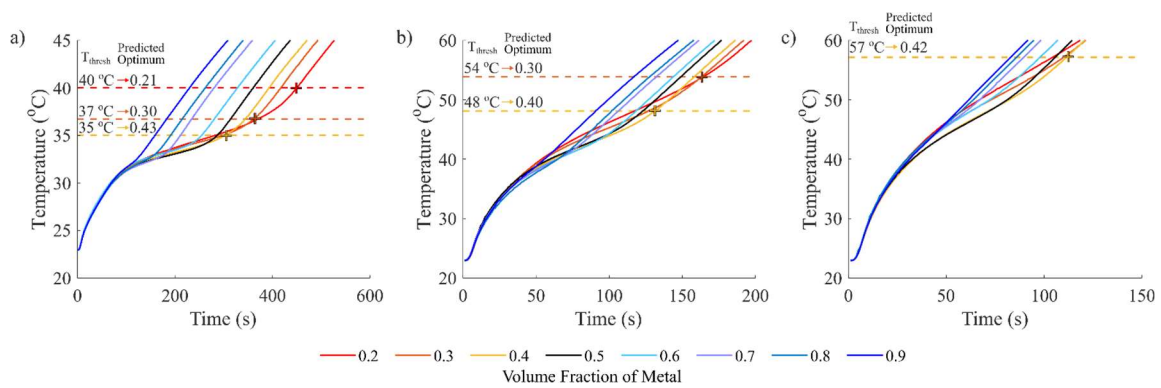 a)
T thresh Predicted Optimum
40 °C → 0.21
37 °C → 0.30
35 °C → 0.43
45
40
35
30
25
20
0 200 400 600
Temperature (°C)
Time (s)
b)
T thresh Predicted Optimum
54 °C → 0.30
48 °C → 0.40
60
50
40
30
20
0 50 100 150 200
Temperature (°C)
Time (s)
c)
T thresh Predicted Optimum
57 °C → 0.42
60
50
40
30
20
0 50 100 150
Temperature (°C)
Time (s)
0.2 0.3 0.4 0.5 0.6 0.7 0.8 0.9
Volume Fraction of Metal